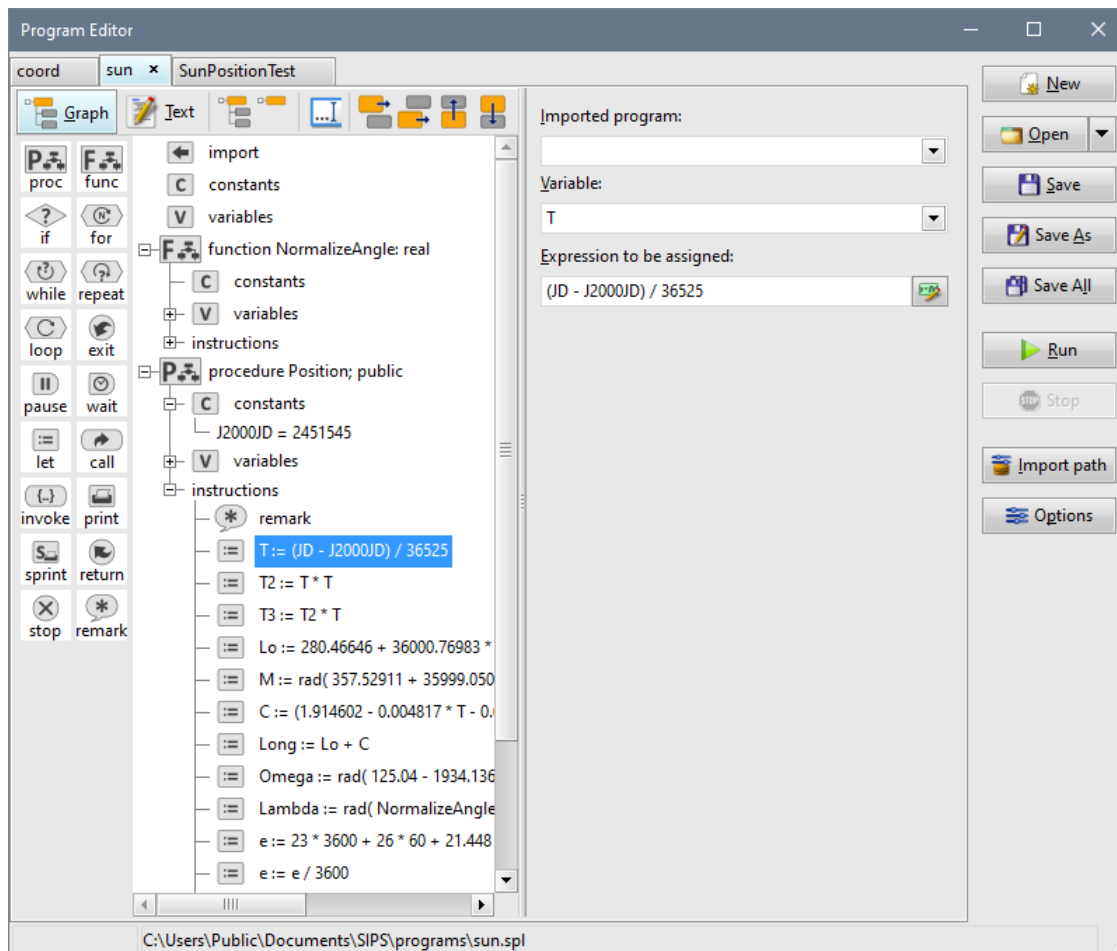 Program Editor
coord
sun
SunPositionTest
Graph
Text
proc
func
if
for
while
repeat
loop
exit
pause
wait
let
call
invoke
print
sprint
return
stop
remark
import
constants
variables
function NormalizeAngle: real
constants
variables
instructions
procedure Position; public
constants
J2000JD = 2451545
variables
instructions
remark
T := (JD - J2000JD) / 36525
T2 := T * T
T3 := T2 * T
Lo := 280.46646 + 36000.76983 *
M := rad( 357.52911 + 35999.050
C := (1.914602 - 0.004817 * T - 0.
Long := Lo + C
Omega := rad( 125.04 - 1934.136
Lambda := rad( NormalizeAngle
e := 23 * 3600 + 26 * 60 + 21.448
e := e / 3600
Imported program:
Variable:
T
Expression to be assigned:
(JD - J2000JD) / 36525
New
Open
Save
Save As
Save All
Run
STOP Stop
Import path
Options
C:\Users\Public\Documents\SIPS\programs\sun.spl